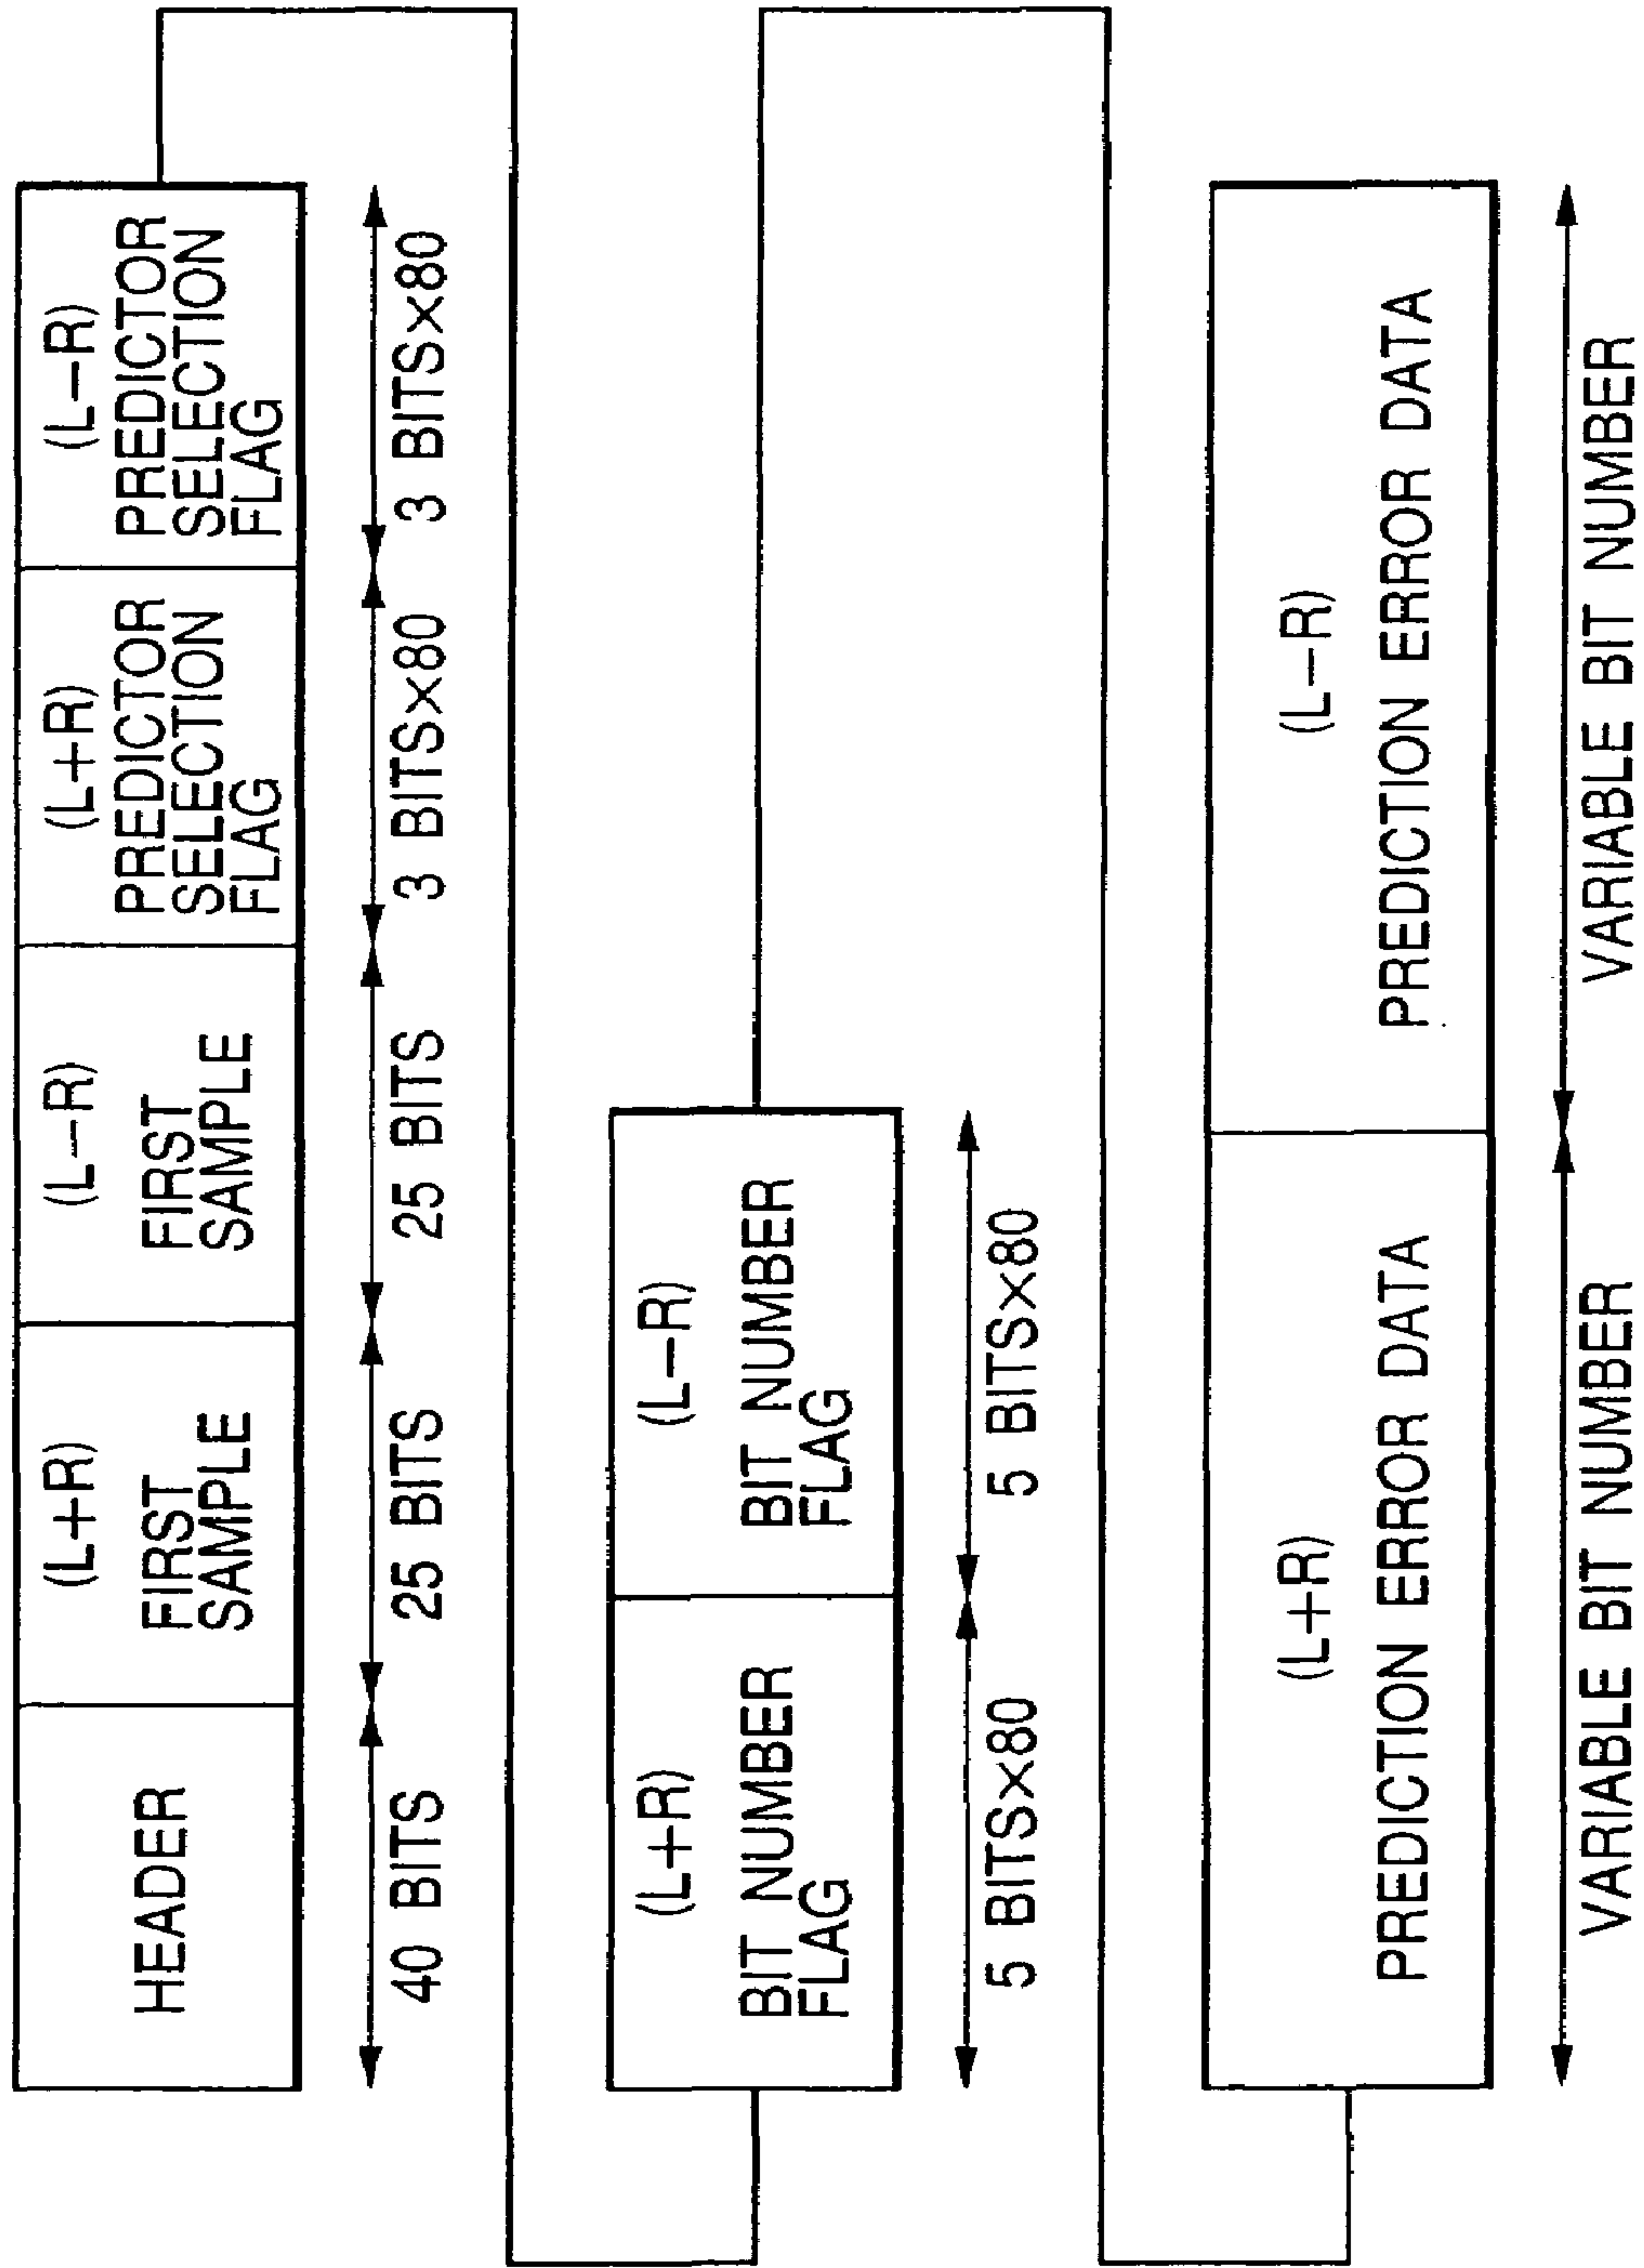 HEADER
(L+R)
FIRST
SAMPLE
(L−R)
FIRST
SAMPLE
(L+R)
PREDICTOR
SELECTION
FLAG
(L−R)
PREDICTOR
SELECTION
FLAG
40 BITS
25 BITS
25 BITS
3 BITS×80
3 BITS×80
(L+R)
BIT NUMBER
FLAG
(L−R)
BIT NUMBER
FLAG
5 BITS×80
5 BITS×80
(L+R)
PREDICTION ERROR DATA
(L−R)
PREDICTION ERROR DATA
VARIABLE BIT NUMBER
VARIABLE BIT NUMBER